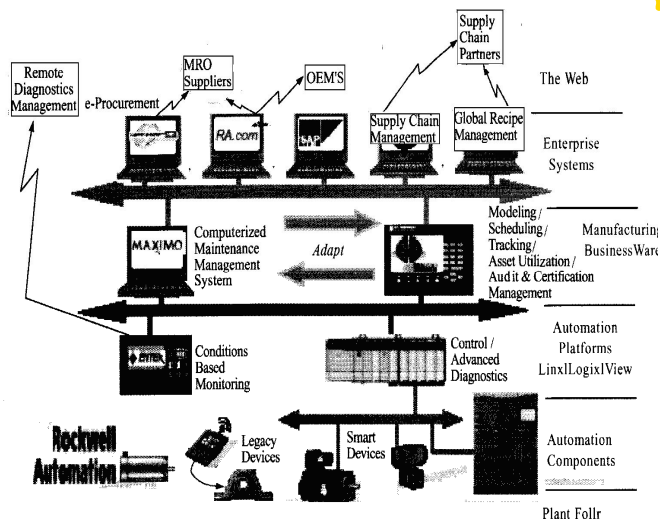 Supply
Chain
Partners
MRO
Suppliers
OEM'S
Remote
Diagnostics
Management
e-Procurement
The Web
RA.com
SAP
Supply Chain
Management
Global Recipe
Management
Enterprise
Systems
MAXIMO
Computerized
Maintenance
Management
System
Adapt
Modeling/
Scheduling/
Tracking/
Asset Utilization/
Audit & Certification
Management
Manufacturing
BusinessWare
Conditions
Based
Monitoring
Control /
Advanced
Diagnostics
Automation
Platforms
LinxlLogixlView
Rockwell
Automation
Legacy
Devices
Smart
Devices
Automation
Components
Plant Follr